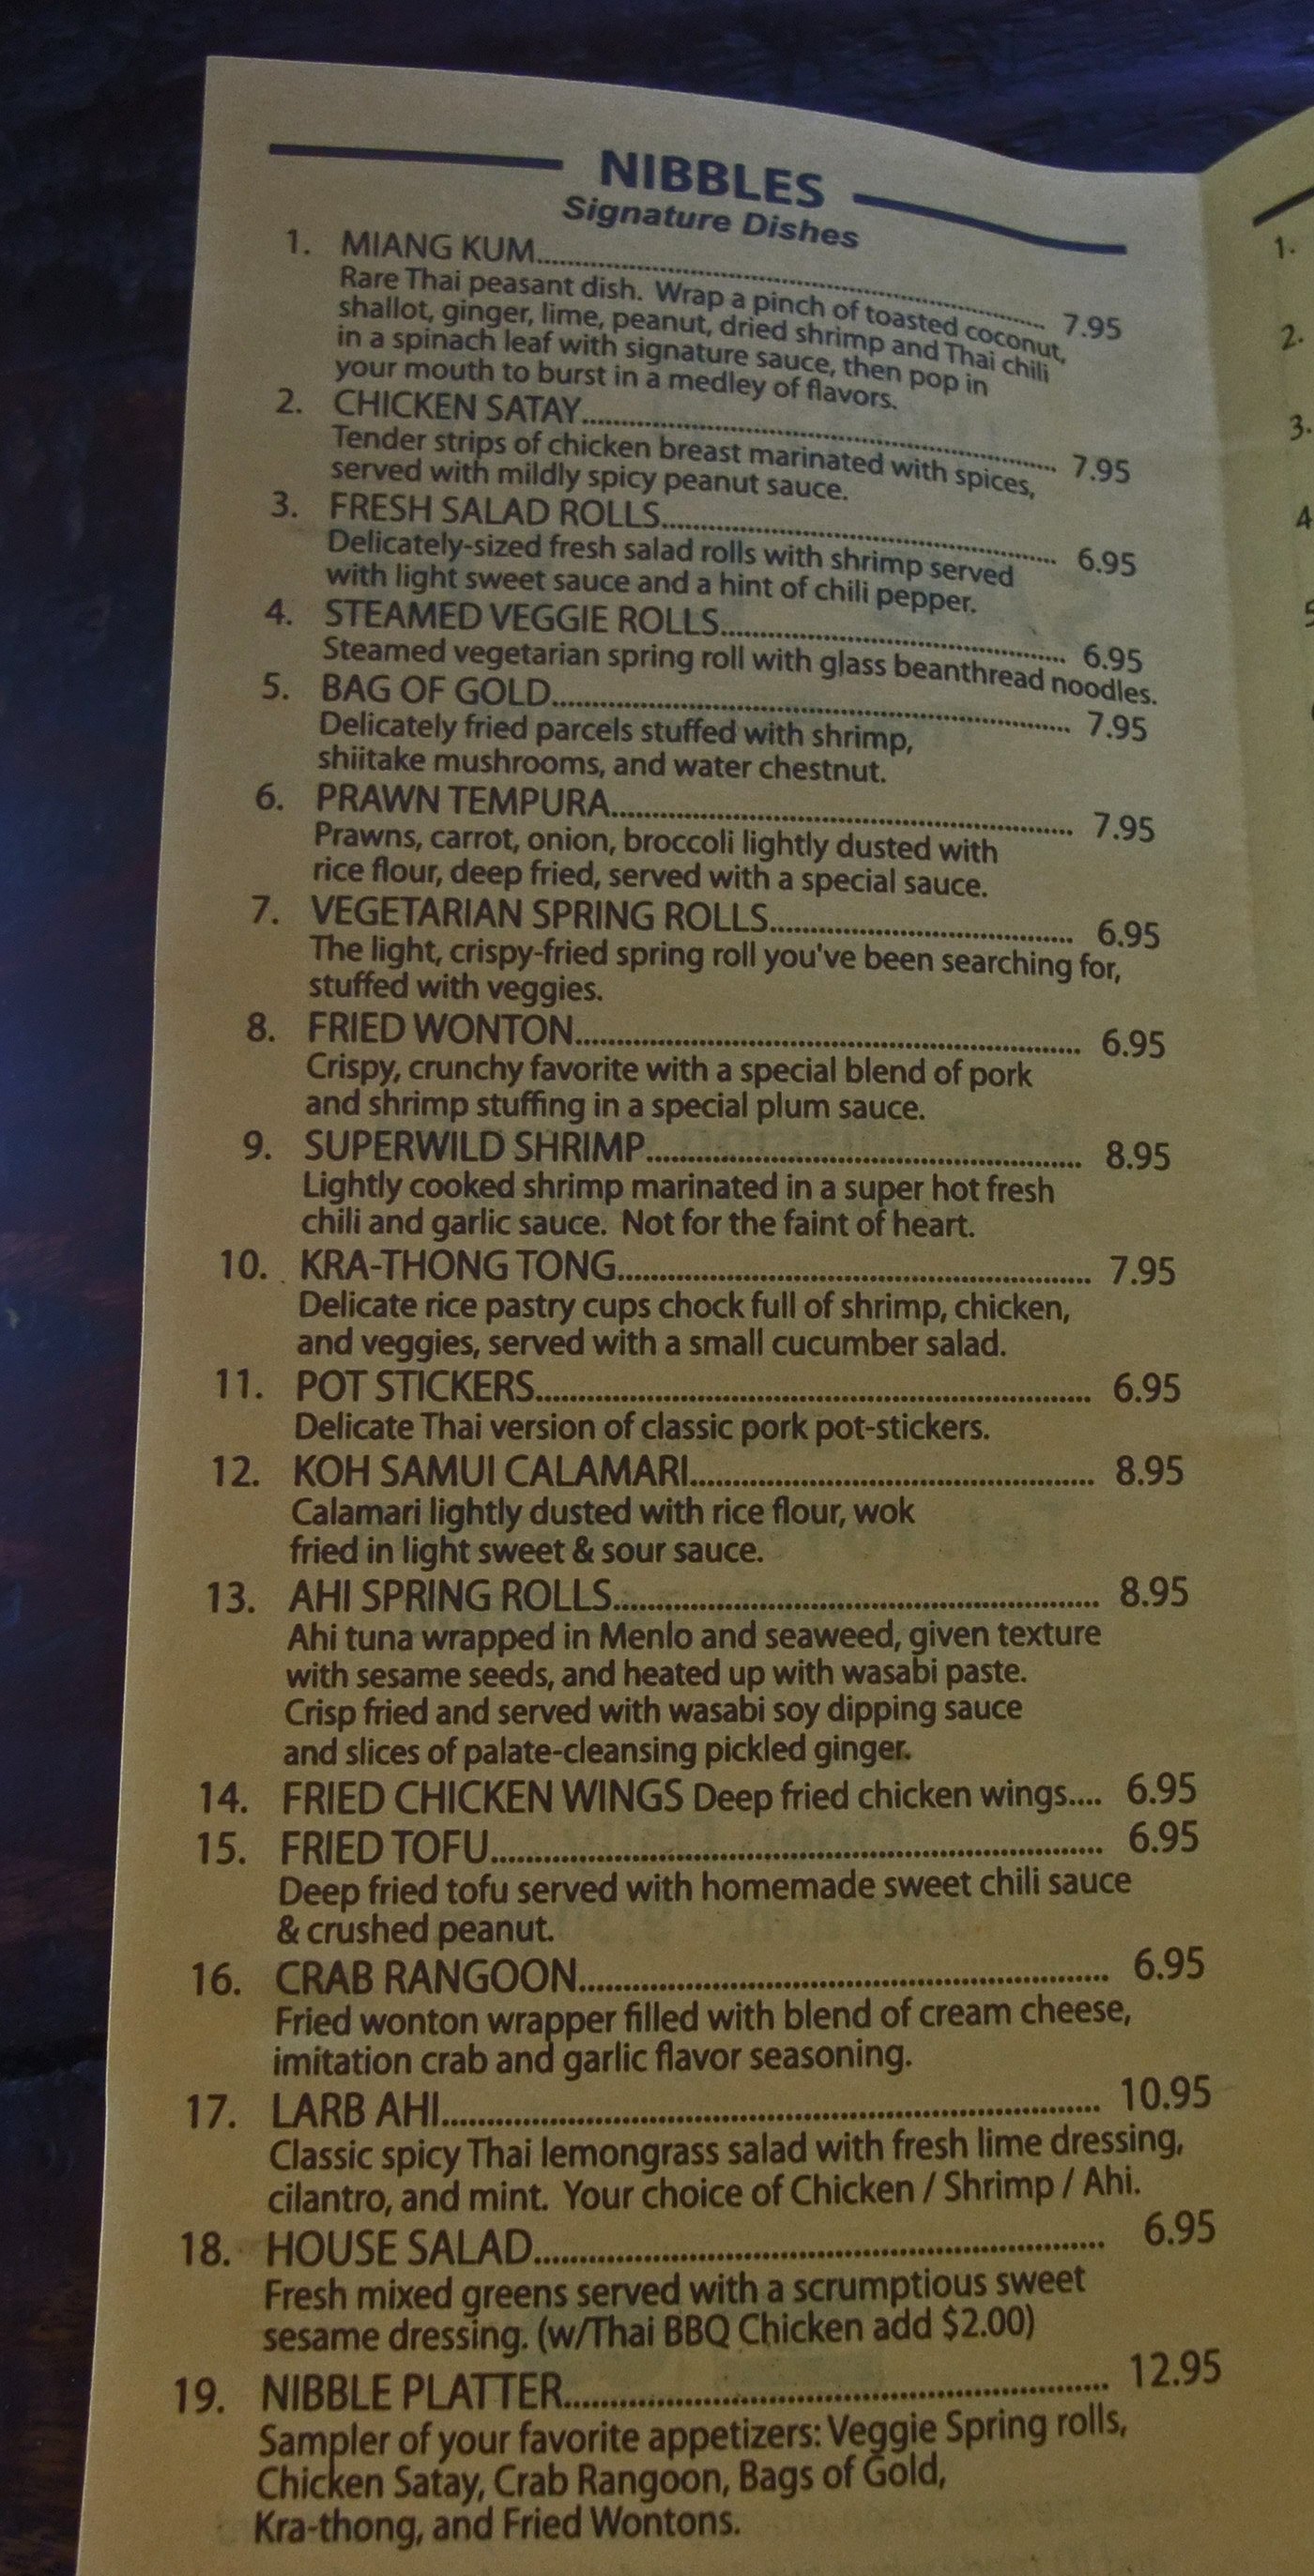 NIBBLES
Signature Dishes
1. MIANG KUM........ 7.95
Rare Thai peasant dish. Wrap a pinch of toasted coconut,
shallot, ginger, lime, peanut, dried shrimp and Thai chili
in a spinach leaf with signature sauce, then pop in
your mouth to burst in a medley of flavors.
2. CHICKEN SATAY........ 7.95
Tender strips of chicken breast marinated with spices,
served with mildly spicy peanut sauce.
3. FRESH SALAD ROLLS........ 6.95
Delicately-sized fresh salad rolls with shrimp served
with light sweet sauce and a hint of chili pepper.
4. STEAMED VEGGIE ROLLS........ 6.95
Steamed vegetarian spring roll with glass beanthread noodles.
5. BAG OF GOLD........ 7.95
Delicately fried parcels stuffed with shrimp,
shiitake mushrooms, and water chestnut.
6. PRAWN TEMPURA........ 7.95
Prawns, carrot, onion, broccoli lightly dusted with
rice flour, deep fried, served with a special sauce.
7. VEGETARIAN SPRING ROLLS........ 6.95
The light, crispy-fried spring roll you've been searching for,
stuffed with veggies.
8. FRIED WONTON........ 6.95
Crispy, crunchy favorite with a special blend of pork
and shrimp stuffing in a special plum sauce.
9. SUPERWILD SHRIMP........ 8.95
Lightly cooked shrimp marinated in a super hot fresh
chili and garlic sauce. Not for the faint of heart.
10. KRA-THONG TONG........ 7.95
Delicate rice pastry cups chock full of shrimp, chicken,
and veggies, served with a small cucumber salad.
11. POT STICKERS........ 6.95
Delicate Thai version of classic pork pot-stickers.
12. KOH SAMUI CALAMARI........ 8.95
Calamari lightly dusted with rice flour, wok
fried in light sweet & sour sauce.
13. AHI SPRING ROLLS........ 8.95
Ahi tuna wrapped in Menlo and seaweed, given texture
with sesame seeds, and heated up with wasabi paste.
Crisp fried and served with wasabi soy dipping sauce
and slices of palate-cleansing pickled ginger.
14. FRIED CHICKEN WINGS Deep fried chicken wings.... 6.95
15. FRIED TOFU........ 6.95
Deep fried tofu served with homemade sweet chili sauce
& crushed peanut.
16. CRAB RANGOON........ 6.95
Fried wonton wrapper filled with blend of cream cheese,
imitation crab and garlic flavor seasoning.
17. LARB AHI........ 10.95
Classic spicy Thai lemongrass salad with fresh lime dressing,
cilantro, and mint. Your choice of Chicken / Shrimp / Ahi.
18. HOUSE SALAD........ 6.95
Fresh mixed greens served with a scrumptious sweet
sesame dressing. (w/Thai BBQ Chicken add $2.00)
19. NIBBLE PLATTER........ 12.95
Sampler of your favorite appetizers: Veggie Spring rolls,
Chicken Satay, Crab Rangoon, Bags of Gold,
Kra-thong, and Fried Wontons.
1.
2.
3.
4